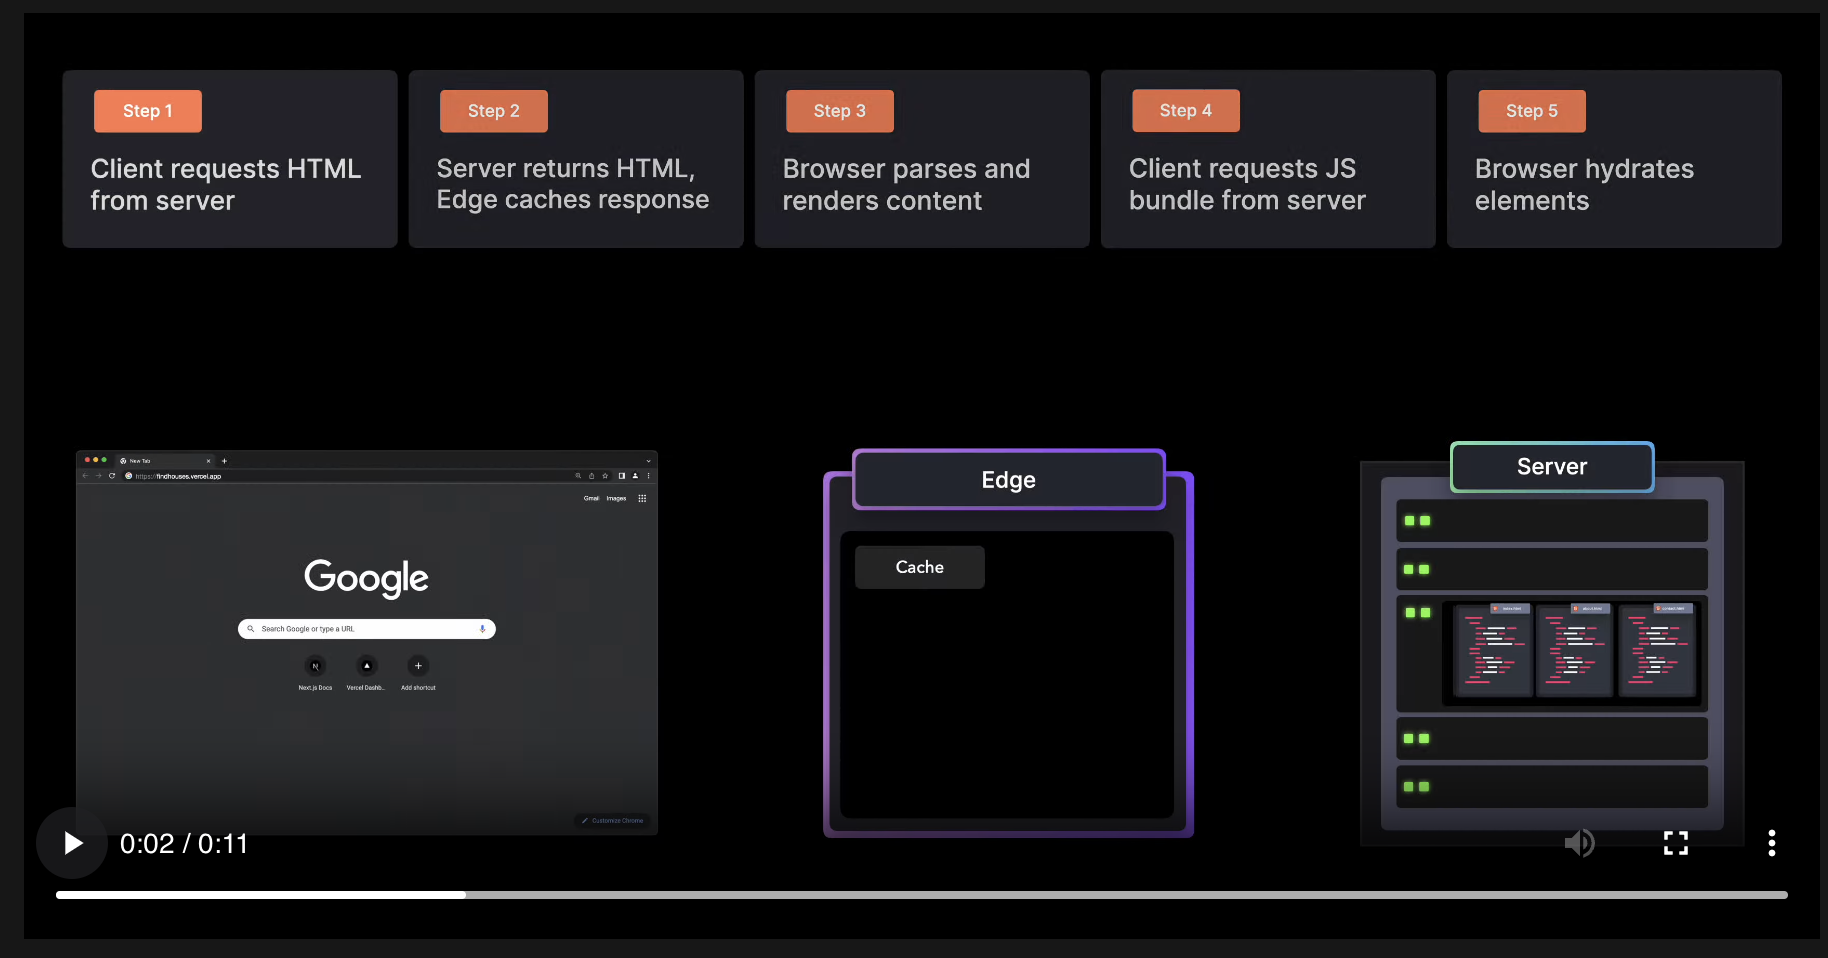 Step 1
Client requests HTML
from server
Step 2
Server returns HTML,
Edge caches response
Step 3
Browser parses and
renders content
Step 4
Client requests JS
bundle from server
Step 5
Browser hydrates
elements
New Tab
https://findhouses.vercel.app
Gmail Images
Google
Search Google or type a URL
N
Next.js Docs
Vercel Dashb...
Add shortcut
Customize Chrome
Edge
Cache
Server
0:02 / 0:11